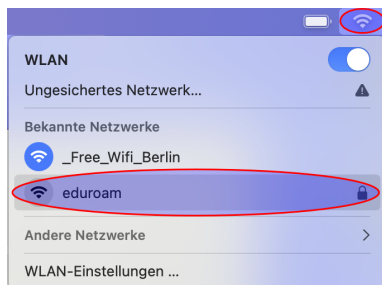 WLAN
Ungesichertes Netzwerk...
Bekannte Netzwerke
_Free_Wifi_Berlin
eduroam
Andere Netzwerke
WLAN-Einstellungen ...